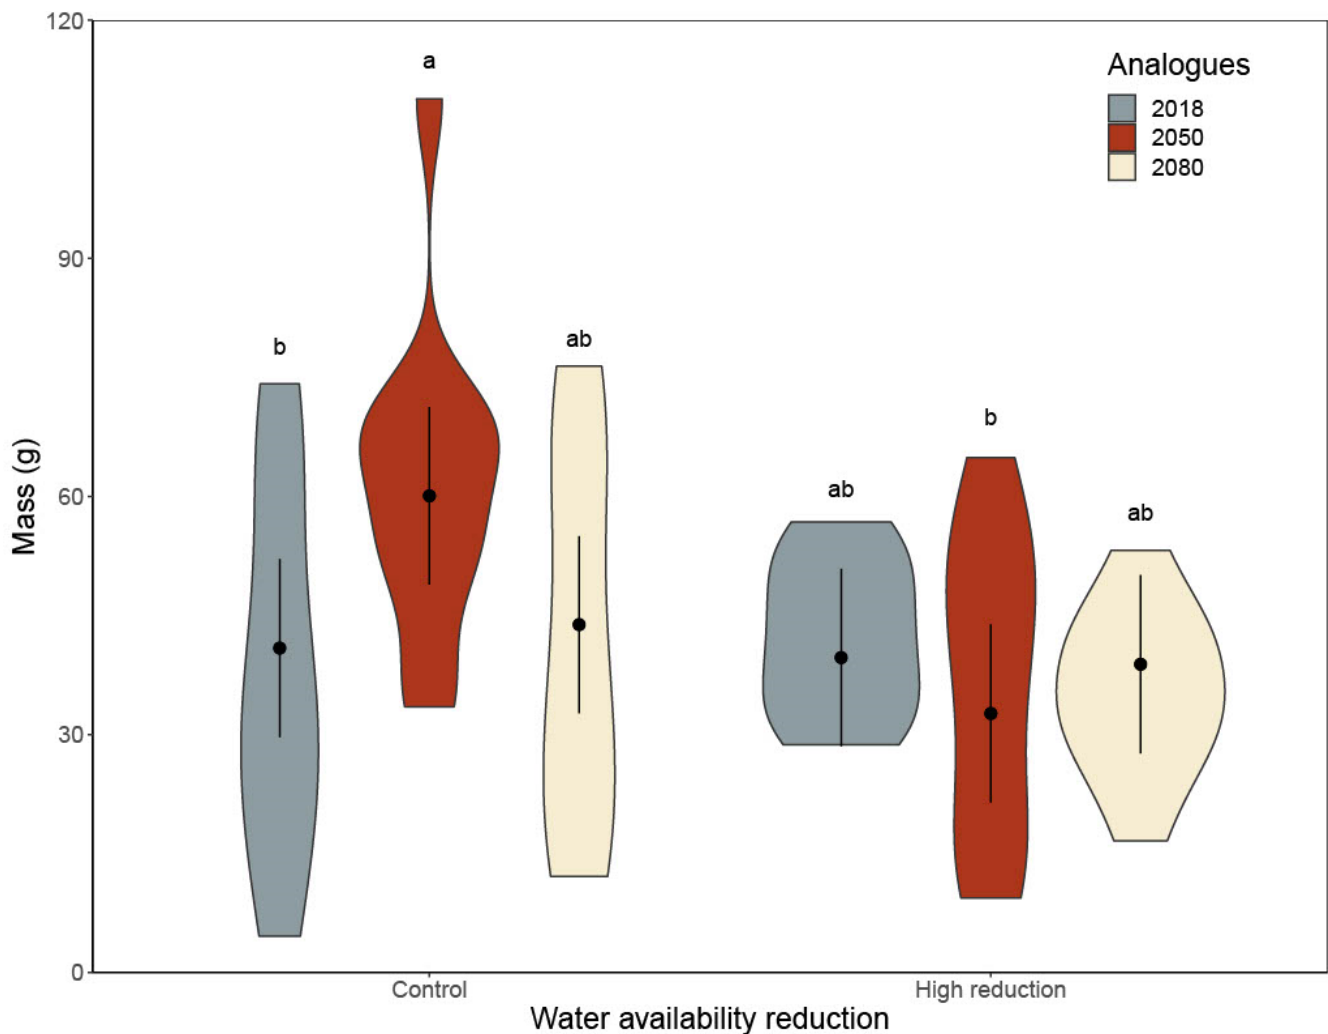 120
a
Analogues
2018
2050
2080
90
b
ab
Mass (g)
b
60
ab
ab
30
0
Control
High reduction
Water availability reduction